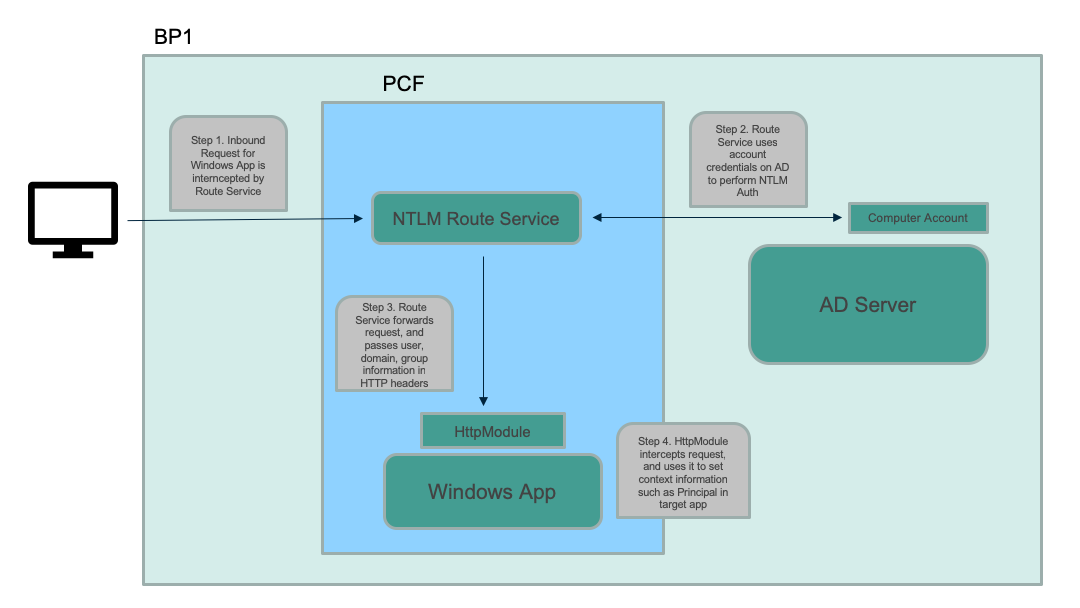 BP1
PCF
Step 1. Inbound
Request for
Windows App is
interncepted by
Route Service
Step 2. Route
Service uses
account
credentials on AD
to perform NTLM
Auth
NTLM Route Service
Computer Account
AD Server
Step 3. Route
Service forwards
request, and
passes user,
domain, group
information in
HTTP headers
HttpModule
Windows App
Step 4. HttpModule
intercepts request,
and uses it to set
context information
such as Principal in
target app